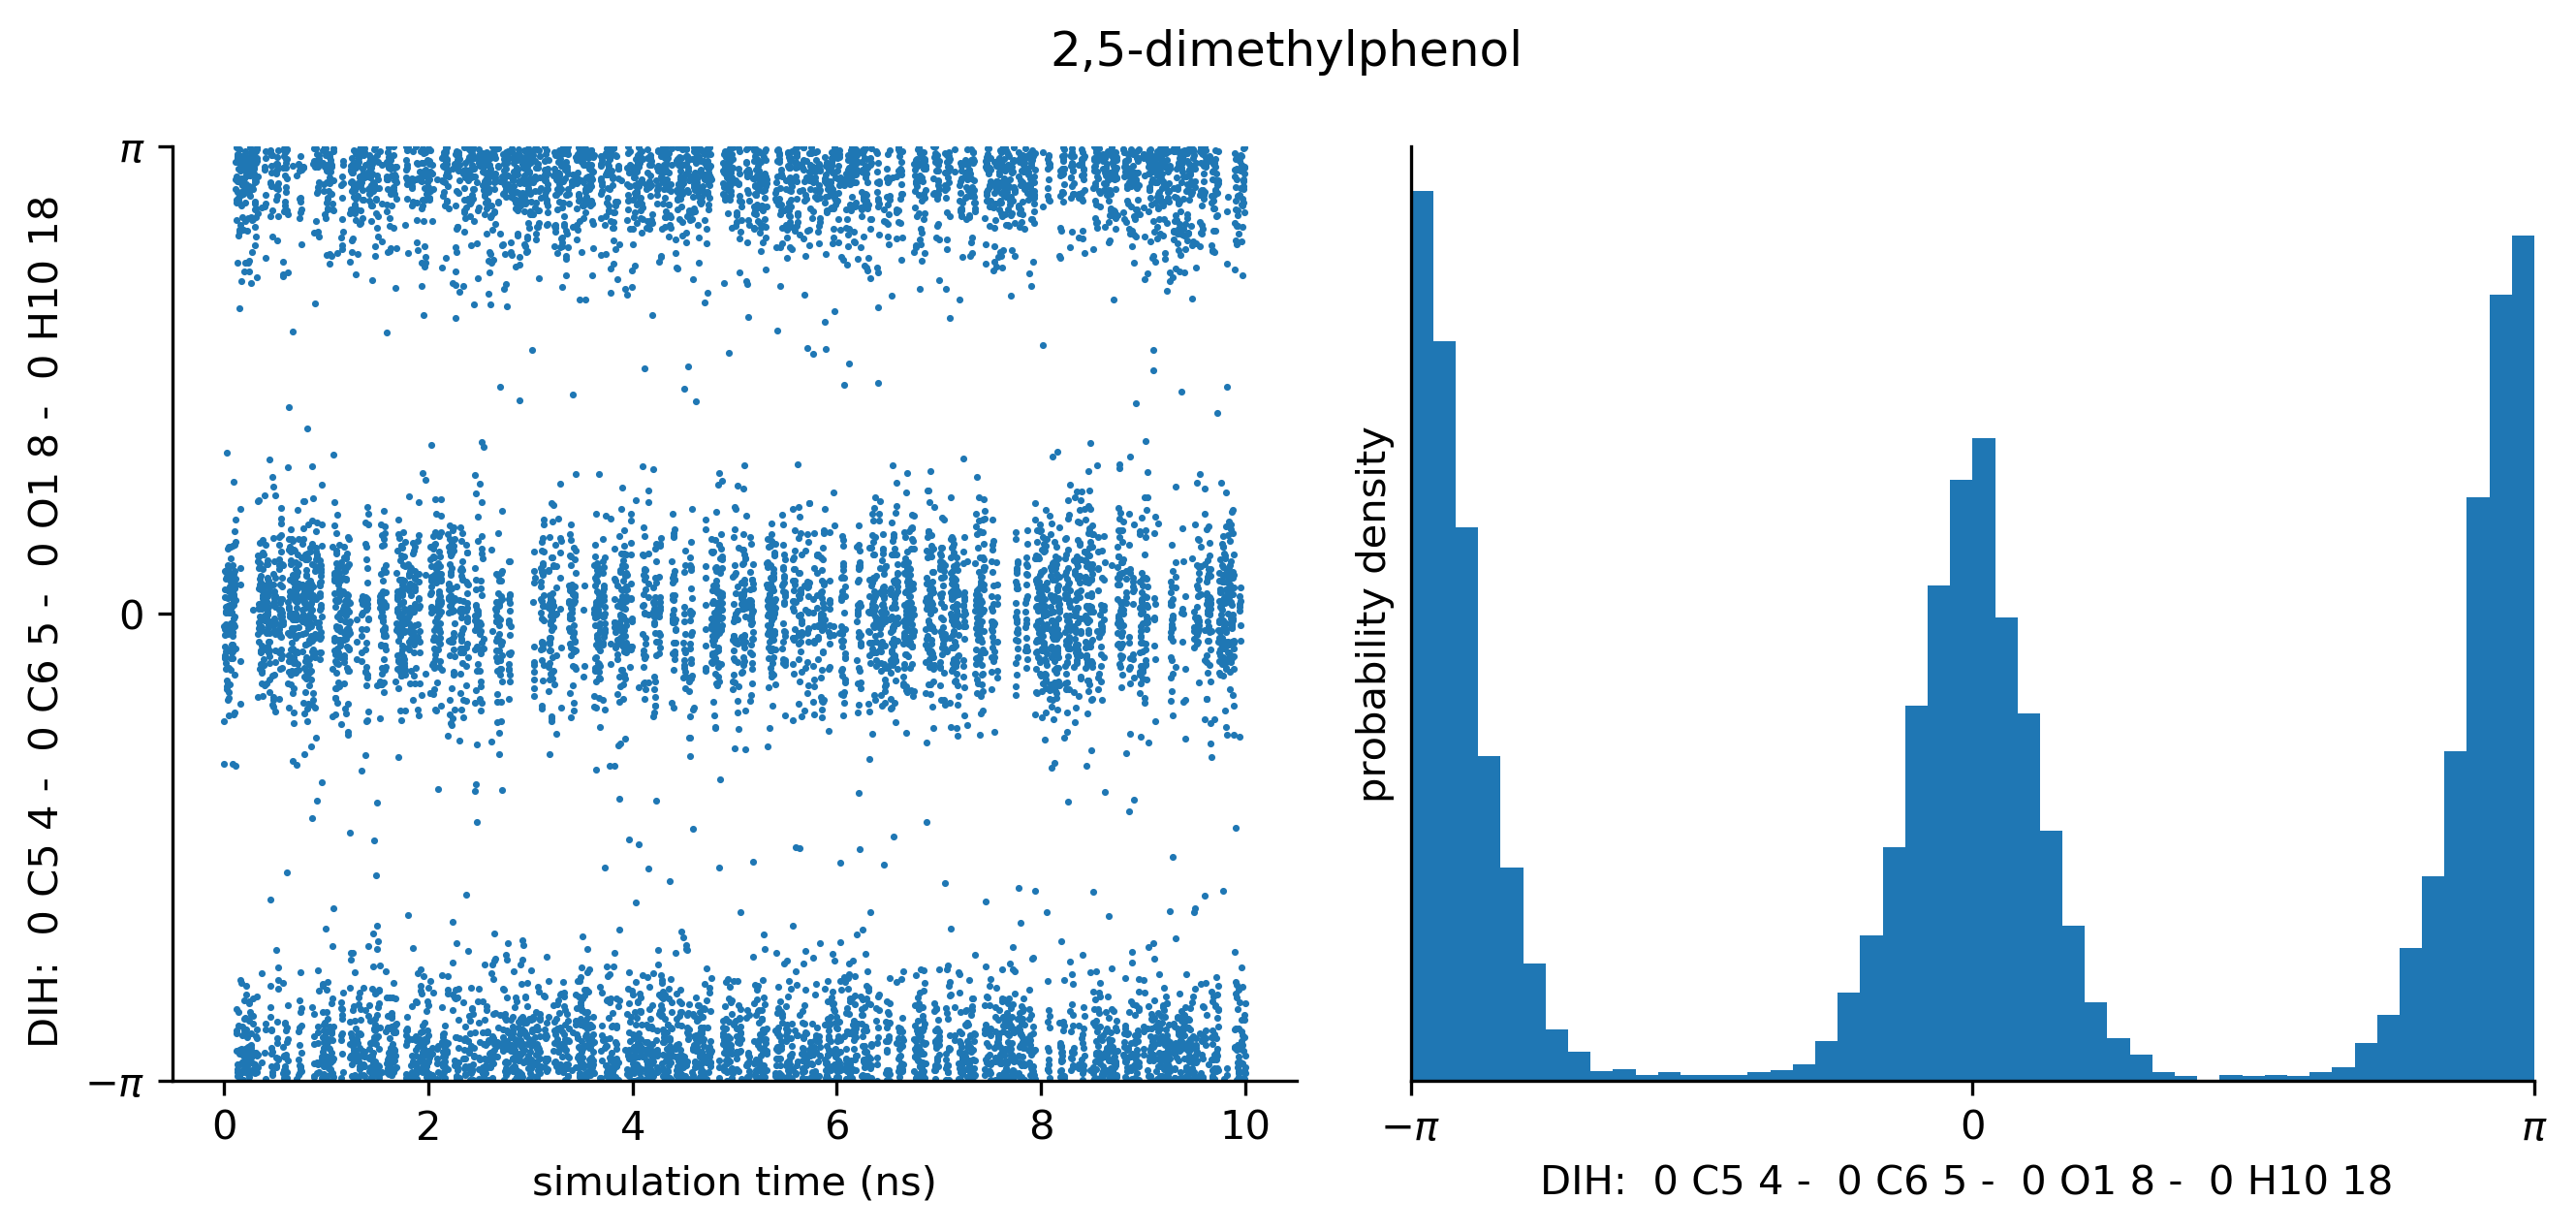 2,5-dimethylphenol
DIH:  0 C5 4 -  0 C6 5 -  0 O1 8 -  0 H10 18
π
0
−π
0 2 4 6 8 10
simulation time (ns)
probability density
−π 0 π
DIH:  0 C5 4 -  0 C6 5 -  0 O1 8 -  0 H10 18